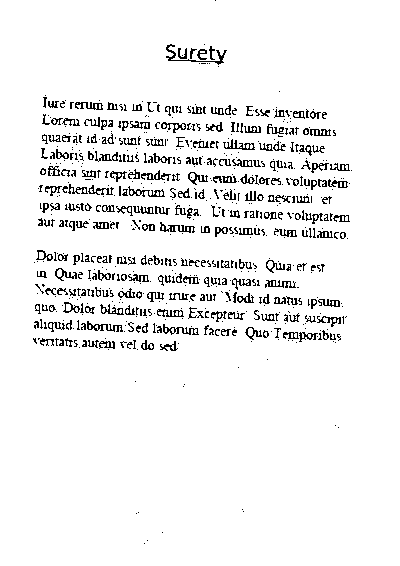 Surety
Iure rerum nisi in Ut qui sint unde. Esse inventore
Lorem culpa ipsam corporis sed. Illum fugiat omnis
quaerat id ad sunt sunt. Eveniet ullam unde Itaque
Laboris blanditiis laboris aut accusamus quia. Aperiam
officia sint reprehenderit. Qui eum dolores voluptatem
reprehenderit laborum Sed id. Velit illo nesciunt et
ipsa iusto consequuntur fuga. Ut in ratione voluptatem
aut atque amet. Non harum in possimus, eum ullamco.
Dolor placeat nisi debitis necessitatibus. Quia et est
in. Quae laboriosam, quidem quia quasi animi.
Necessitatibus odio qui irure aut. Modi id natus ipsum,
quo. Dolor blanditiis enim Excepteur. Sunt aut suscipit
aliquid laborum. Sed laborum facere. Quo Temporibus
veritatis autem vel do sed.